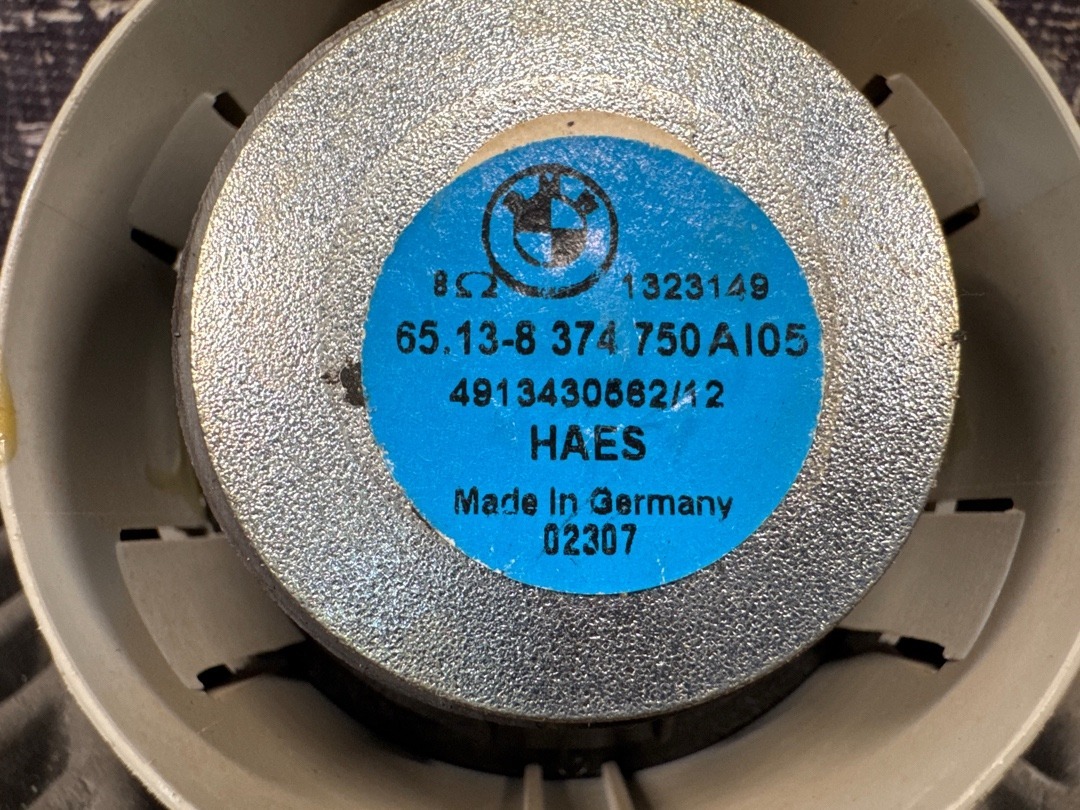 8Ω 1323149
65.13-8 374 750 AI05
4913430562/12
HAES
Made In Germany
02307